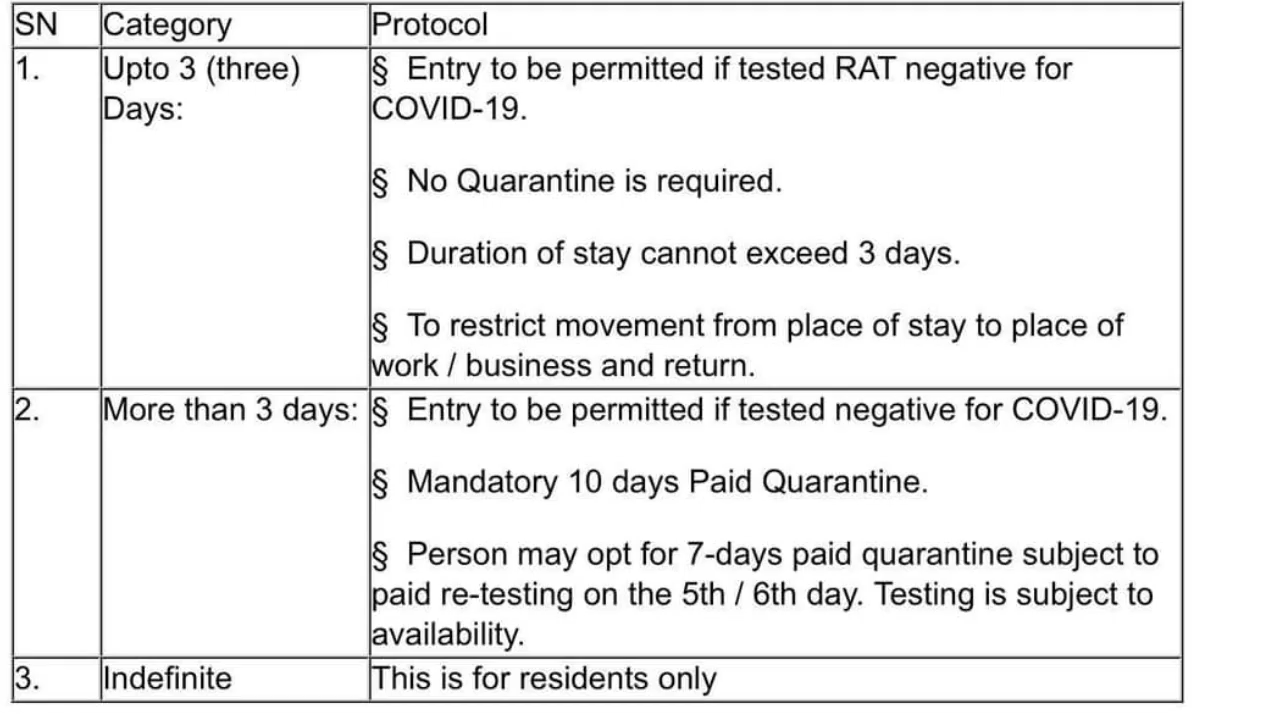 SN Category Protocol
1. Upto 3 (three) § Entry to be permitted if tested RAT negative for
Days: COVID-19.
§ No Quarantine is required.
§ Duration of stay cannot exceed 3 days.
§ To restrict movement from place of stay to place of
work / business and return.
2. More than 3 days: § Entry to be permitted if tested negative for COVID-19.
§ Mandatory 10 days Paid Quarantine.
§ Person may opt for 7-days paid quarantine subject to
paid re-testing on the 5th / 6th day. Testing is subject to
availability.
3. Indefinite This is for residents only